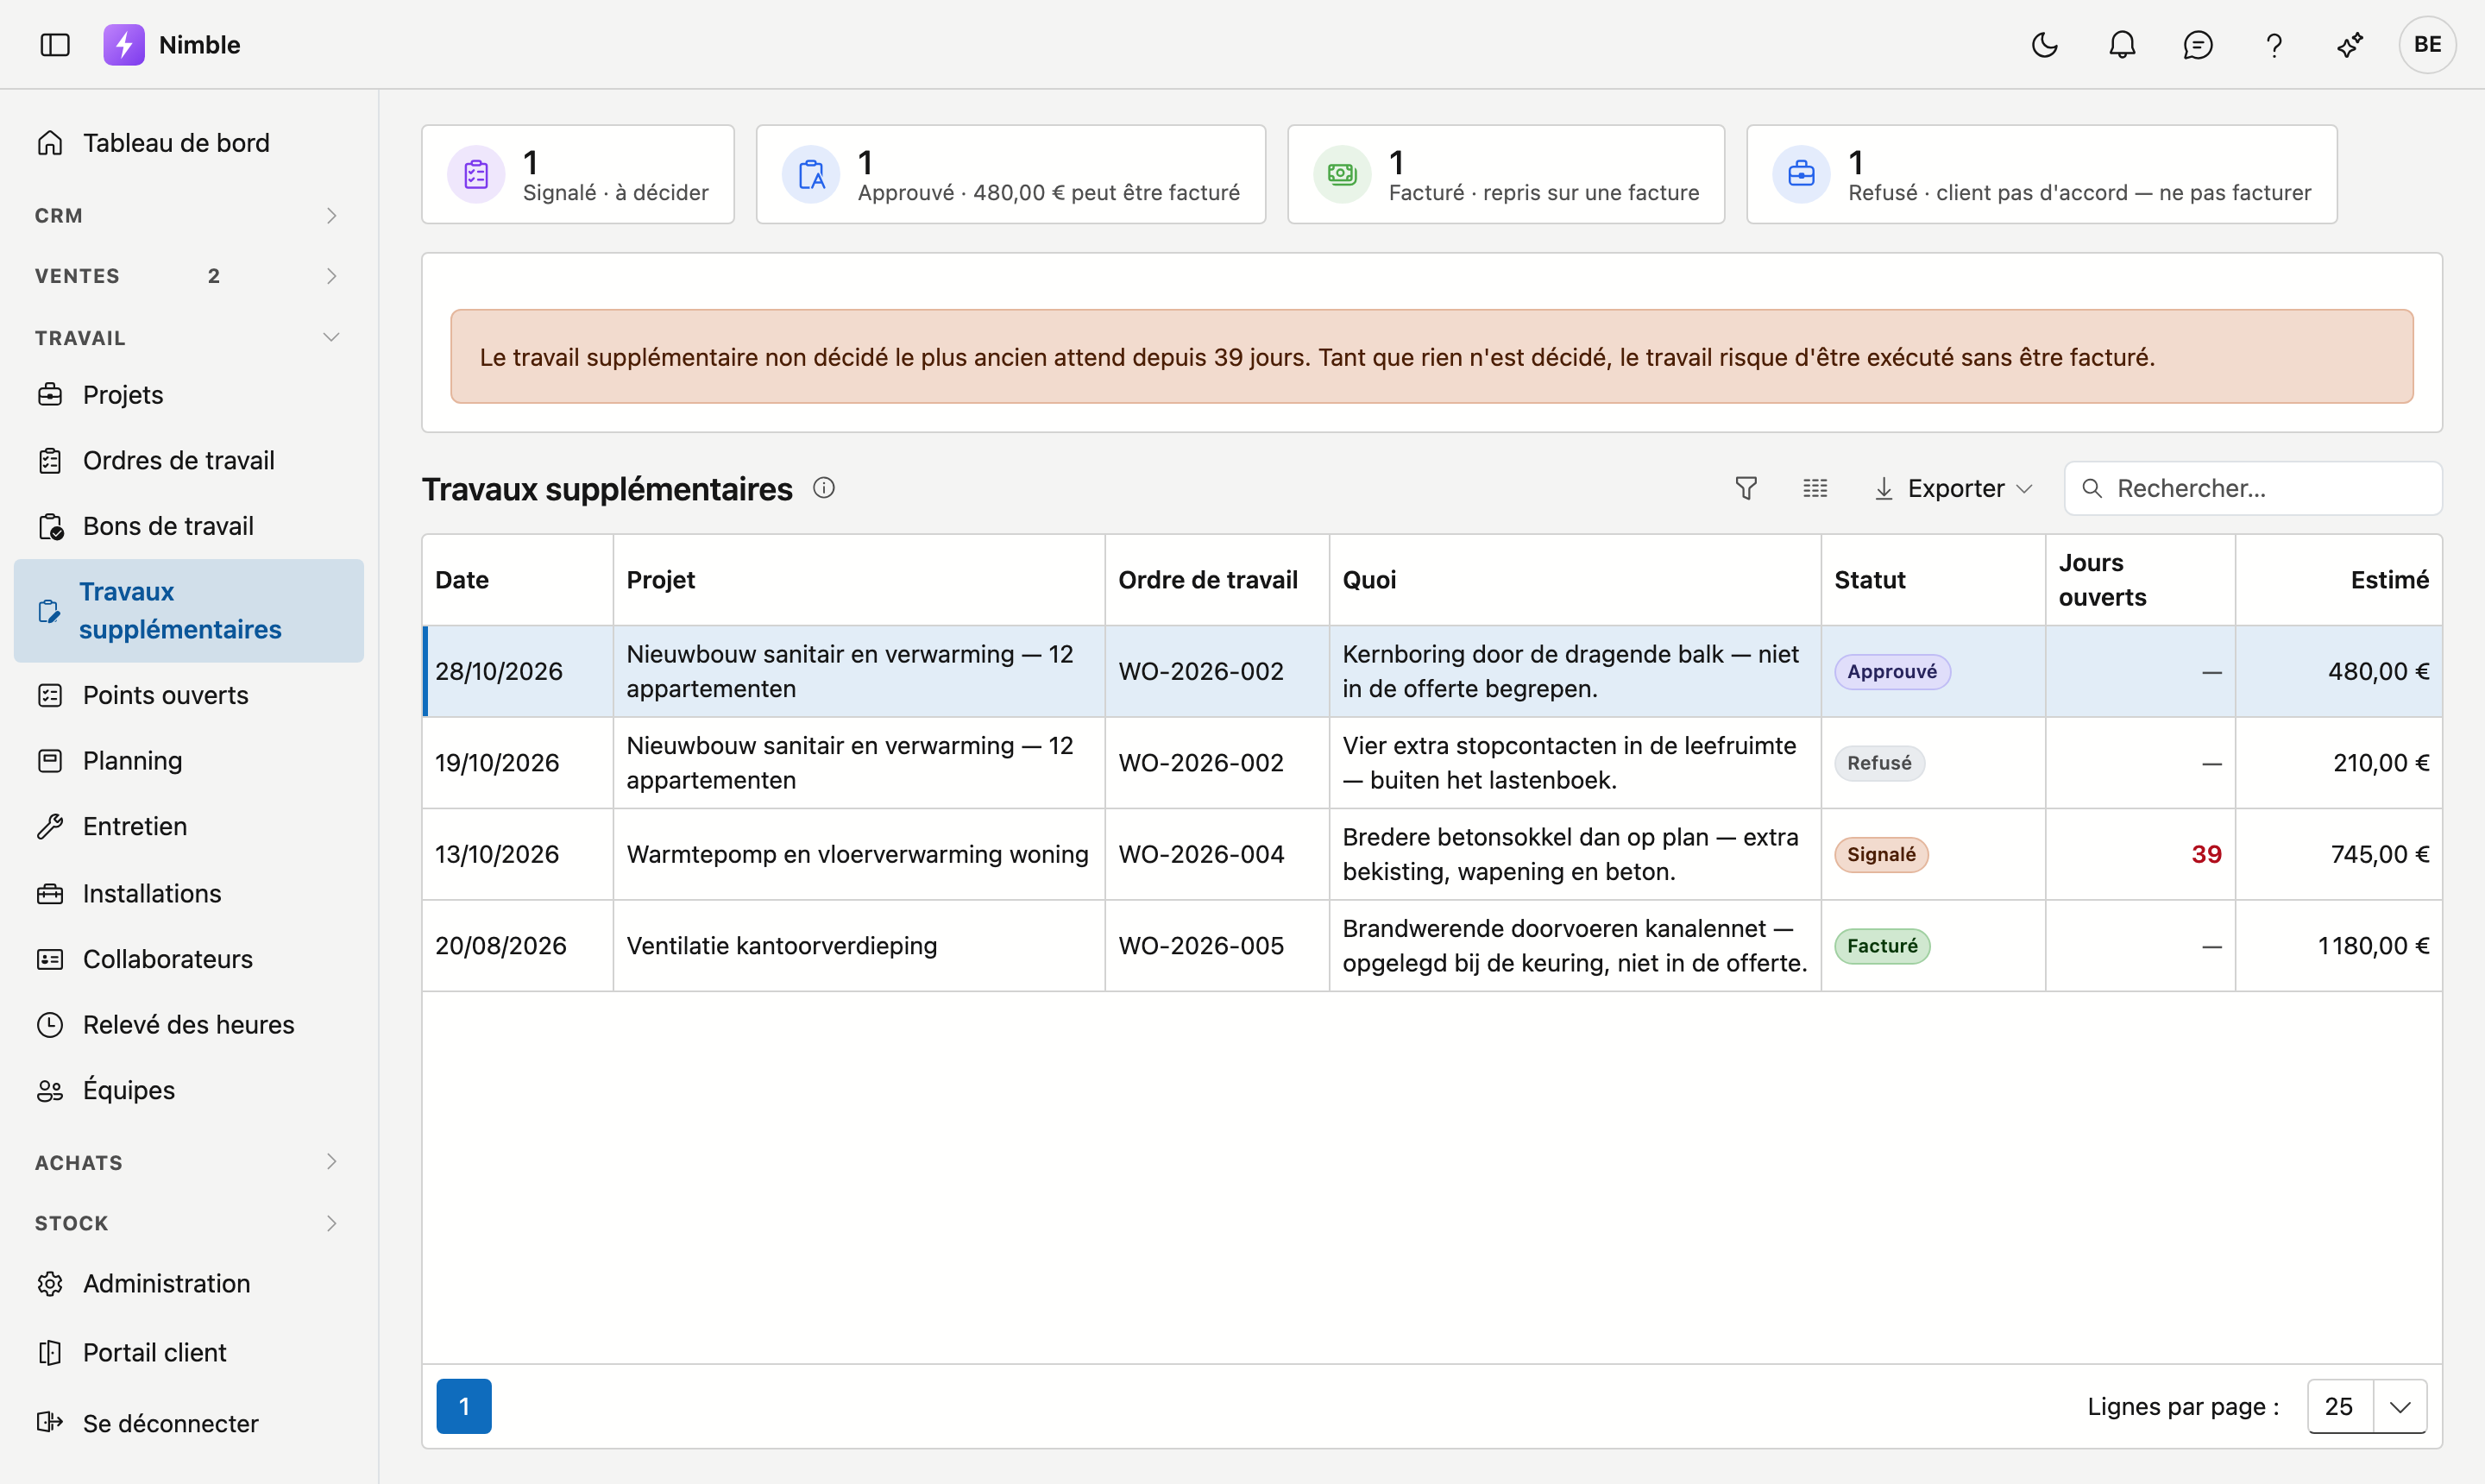 Nimble
BE
Tableau de bord
CRM
VENTES 2
TRAVAIL
Projets
Ordres de travail
Bons de travail
Travaux
supplémentaires
Points ouverts
Planning
Entretien
Installations
Collaborateurs
Relevé des heures
Équipes
ACHATS
STOCK
Administration
Portail client
Se déconnecter
1
Signalé · à décider
1
Approuvé · 480,00 € peut être facturé
1
Facturé · repris sur une facture
1
Refusé · client pas d'accord — ne pas facturer
Le travail supplémentaire non décidé le plus ancien attend depuis 39 jours. Tant que rien n'est décidé, le travail risque d'être exécuté sans être facturé.
Travaux supplémentaires
Exporter
Rechercher...
Date Projet Ordre de travail Quoi Statut Jours ouverts Estimé
28/10/2026 Nieuwbouw sanitair en verwarming — 12 appartementen WO-2026-002 Kernboring door de dragende balk — niet in de offerte begrepen. Approuvé — 480,00 €
19/10/2026 Nieuwbouw sanitair en verwarming — 12 appartementen WO-2026-002 Vier extra stopcontacten in de leefruimte — buiten het lastenboek. Refusé — 210,00 €
13/10/2026 Warmtepomp en vloerverwarming woning WO-2026-004 Bredere betonsokkel dan op plan — extra bekisting, wapening en beton. Signalé 39 745,00 €
20/08/2026 Ventilatie kantoorverdieping WO-2026-005 Brandwerende doorvoeren kanalennet — opgelegd bij de keuring, niet in de offerte. Facturé — 1 180,00 €
1
Lignes par page : 25